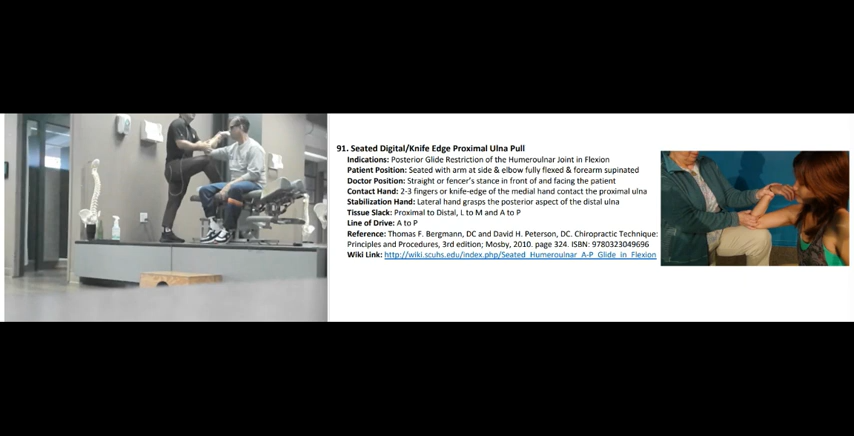 91. Seated Digital/Knife Edge Proximal Ulna Pull
Indications: Posterior Glide Restriction of the Humeroulnar Joint in Flexion
Patient Position: Seated with arm at side & elbow fully flexed & forearm supinated
Doctor Position: Straight or fencer's stance in front of and facing the patient
Contact Hand: 2-3 fingers or knife-edge of the medial hand contact the proximal ulna
Stabilization Hand: Lateral hand grasps the posterior aspect of the distal ulna
Tissue Slack: Proximal to Distal, L to M and A to P
Line of Drive: A to P
Reference: Thomas F. Bergmann, DC and David H. Peterson, DC. Chiropractic Technique:
Principles and Procedures, 3rd edition; Mosby, 2010. page 324. ISBN: 9780323049696
Wiki Link: http://wiki.scuhs.edu/index.php/Seated_Humeroulnar_A-P_Glide_in_Flexion